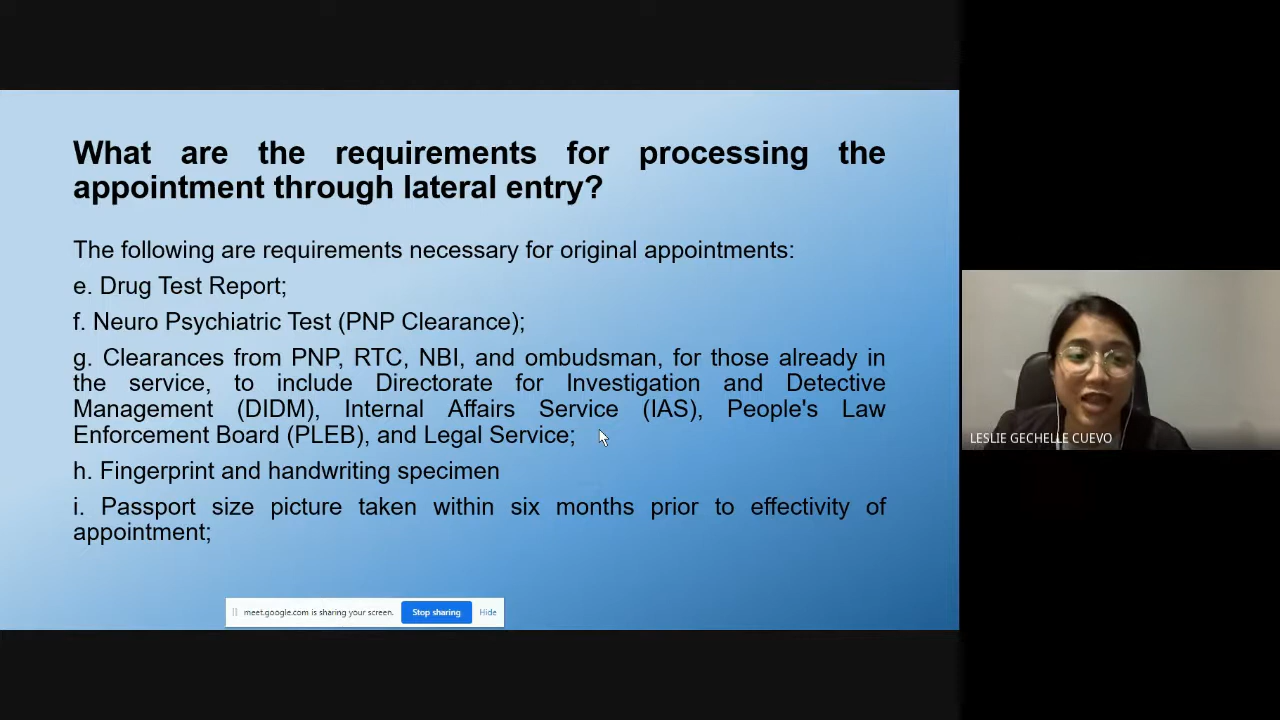 What are the requirements for processing the
appointment through lateral entry?
The following are requirements necessary for original appointments:
e. Drug Test Report;
f. Neuro Psychiatric Test (PNP Clearance);
g. Clearances from PNP, RTC, NBI, and ombudsman, for those already in
the service, to include Directorate for Investigation and Detective
Management (DIDM), Internal Affairs Service (IAS), People's Law
Enforcement Board (PLEB), and Legal Service;
h. Fingerprint and handwriting specimen
i. Passport size picture taken within six months prior to effectivity of
appointment;
meet.google.com is sharing your screen. Stop sharing Hide
LESLIE GECHELLE CUEVO